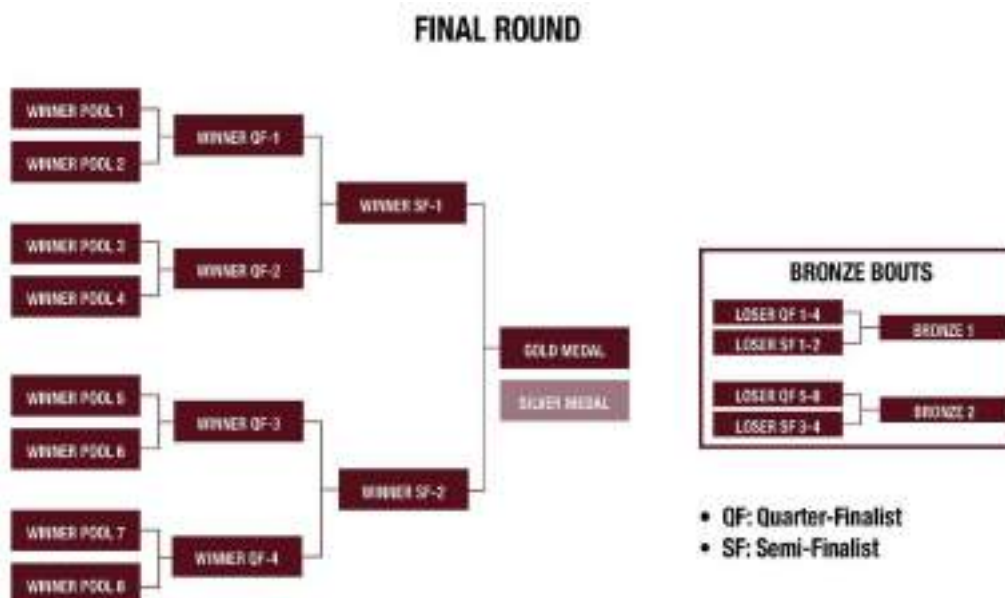 FINAL ROUND
WINNER POOL 1
WINNER POOL 2
WINNER QF-1
WINNER POOL 3
WINNER POOL 4
WINNER QF-2
WINNER SF-1
WINNER POOL 5
WINNER POOL 6
WINNER QF-3
WINNER POOL 7
WINNER POOL 8
WINNER QF-4
WINNER SF-2
GOLD MEDAL
SILVER MEDAL
BRONZE BOUTS
LOSER QF 1-4
LOSER SF 1-2
BRONZE 1
LOSER QF 5-8
LOSER SF 3-4
BRONZE 2
• QF: Quarter-Finalist
• SF: Semi-Finalist